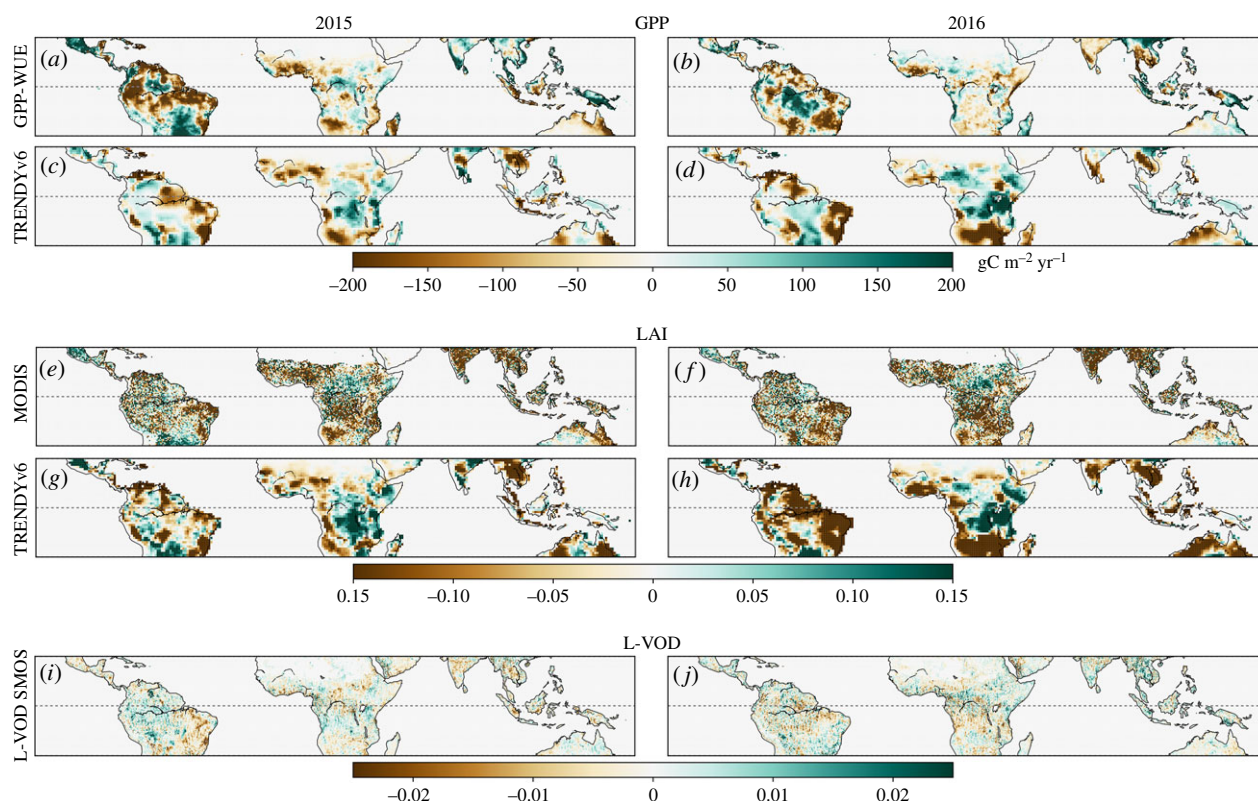 2015 GPP 2016
GPP-WUE
(a) (b)
TRENDYv6
(c) (d)
gC m–2 yr–1
–200 –150 –100 –50 0 50 100 150 200
LAI
MODIS
(e) (f)
TRENDYv6
(g) (h)
0.15 –0.10 –0.05 0 0.05 0.10 0.15
L-VOD
L-VOD SMOS
(i) (j)
–0.02 –0.01 0 0.01 0.02